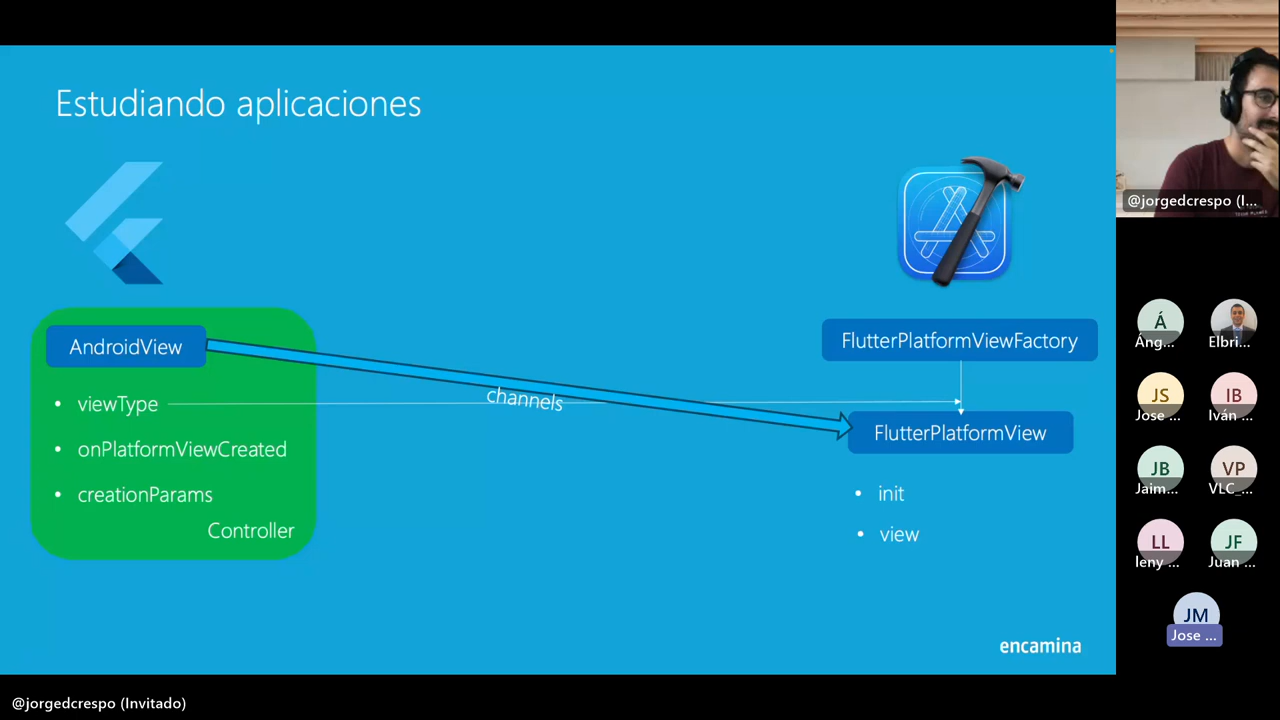 Estudiando aplicaciones
AndroidView
• viewType
• onPlatformViewCreated
• creationParams
Controller
channels
FlutterPlatformViewFactory
FlutterPlatformView
• init
• view
encamina
@jorgedcrespo (Invitado)
@jorgedcrespo (I...
Á
Áng...
Elbri...
JS
Jose ...
IB
Iván ...
JB
Jaim...
VP
VLC_...
LL
leny ...
JF
Juan ...
JM
Jose ...